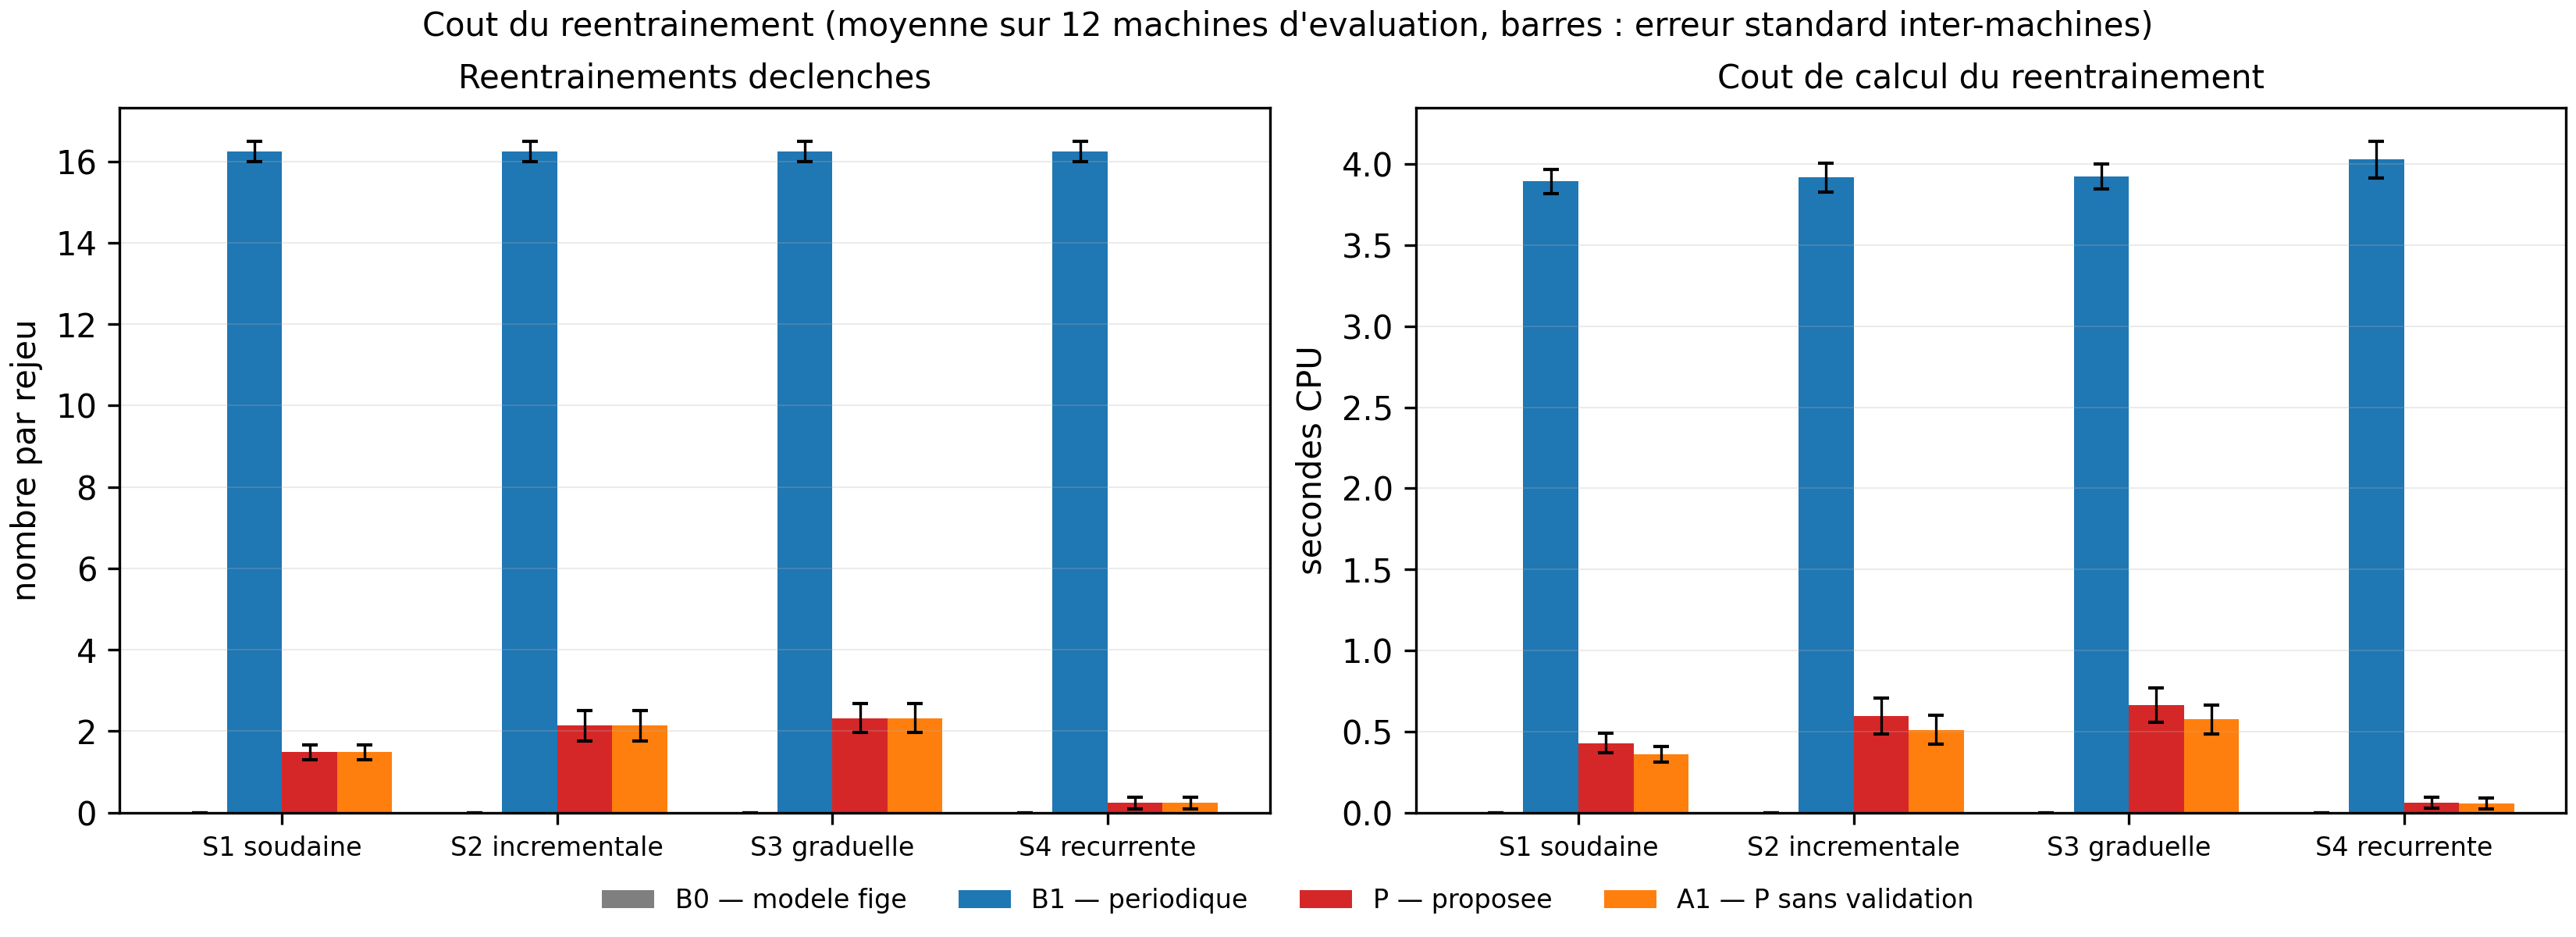 Cout du reentrainement (moyenne sur 12 machines d'evaluation, barres : erreur standard inter-machines)
Reentrainements declenches
nombre par rejeu
16
14
12
10
8
6
4
2
0
S1 soudaine
S2 incrementale
S3 graduelle
S4 recurrente
Cout de calcul du reentrainement
secondes CPU
4.0
3.5
3.0
2.5
2.0
1.5
1.0
0.5
0.0
S1 soudaine
S2 incrementale
S3 graduelle
S4 recurrente
B0 — modele fige
B1 — periodique
P — proposee
A1 — P sans validation